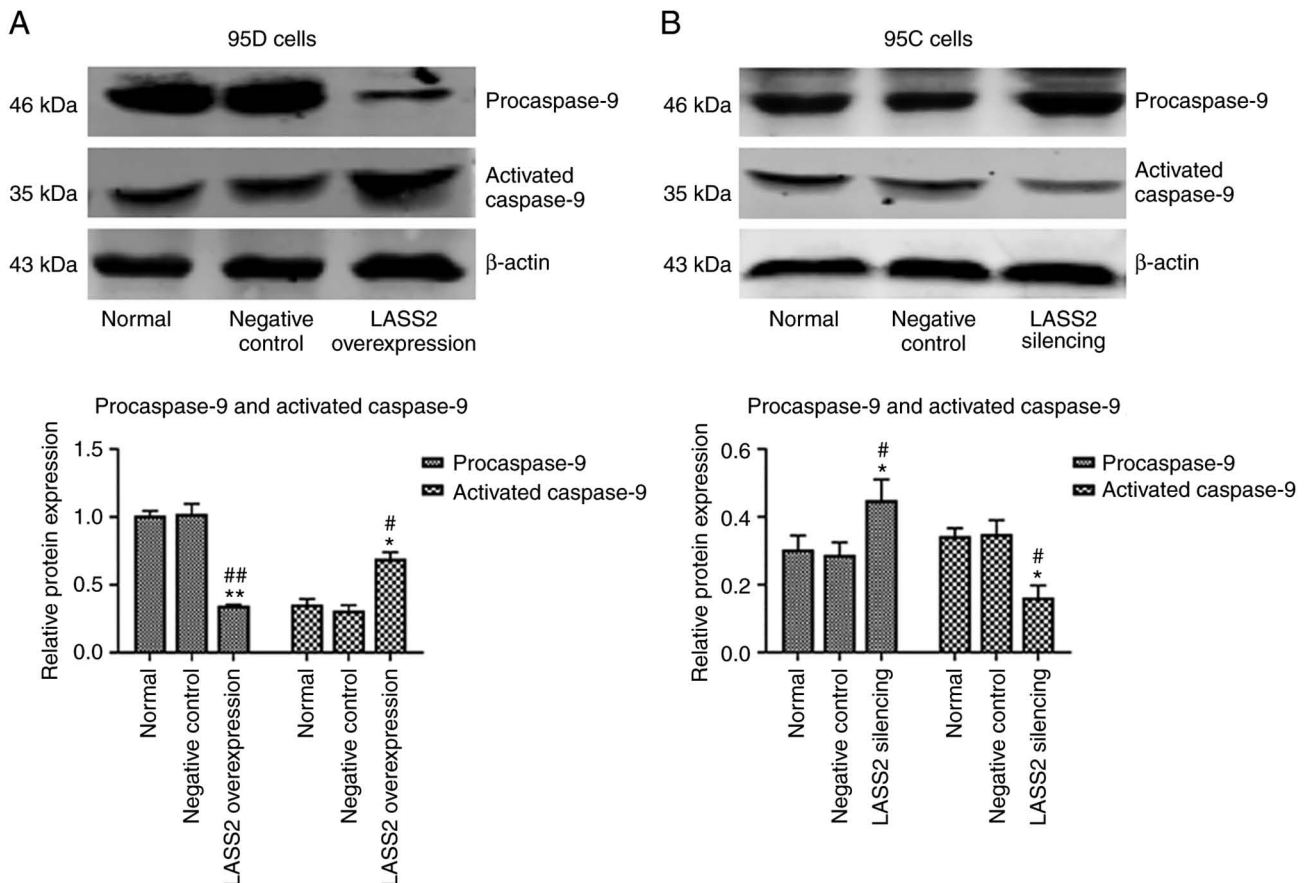 A
95D cells
46 kDa
Procaspase-9
35 kDa
Activated
caspase-9
43 kDa
β-actin
Normal
Negative
control
LASS2
overexpression
Procaspase-9 and activated caspase-9
Relative protein expression
1.5
1.0
0.5
0.0
##
**
#
*
Procaspase-9
Activated caspase-9
Normal
Negative control
LASS2 overexpression
Normal
Negative control
LASS2 overexpression
B
95C cells
46 kDa
Procaspase-9
35 kDa
Activated
caspase-9
43 kDa
β-actin
Normal
Negative
control
LASS2
silencing
Procaspase-9 and activated caspase-9
Relative protein expression
0.6
0.4
0.2
0.0
#
*
#
*
Procaspase-9
Activated caspase-9
Normal
Negative control
LASS2 silencing
Normal
Negative control
LASS2 silencing